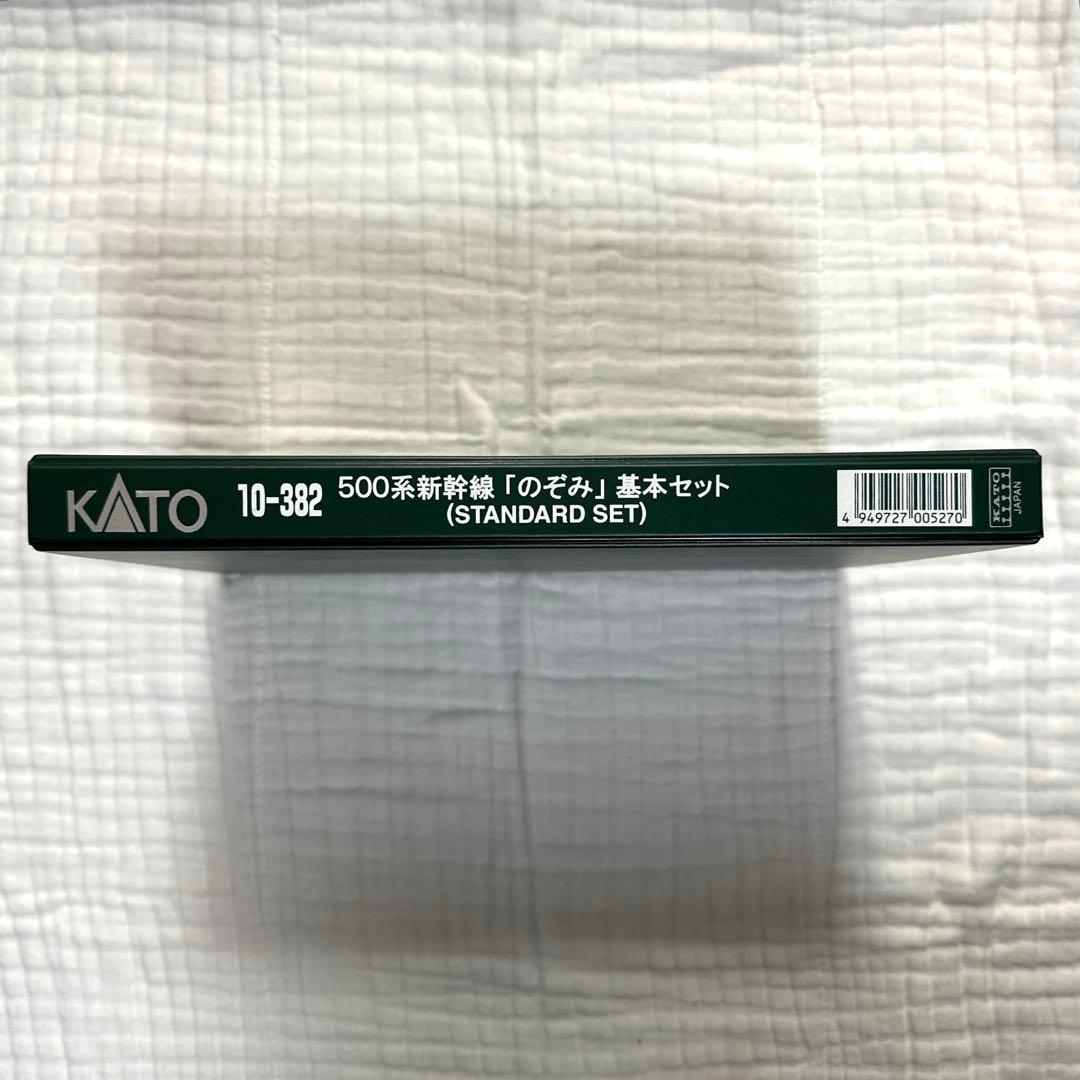 KATO
10-382
500系新幹線「のぞみ」基本セット
(STANDARD SET)
4 949727 005270
KATO
JAPAN